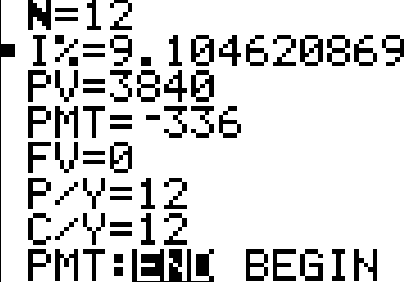 N=12
I%=9.104620869
PV=3840
PMT=-336
FV=0
P/Y=12
C/Y=12
PMT:END BEGIN